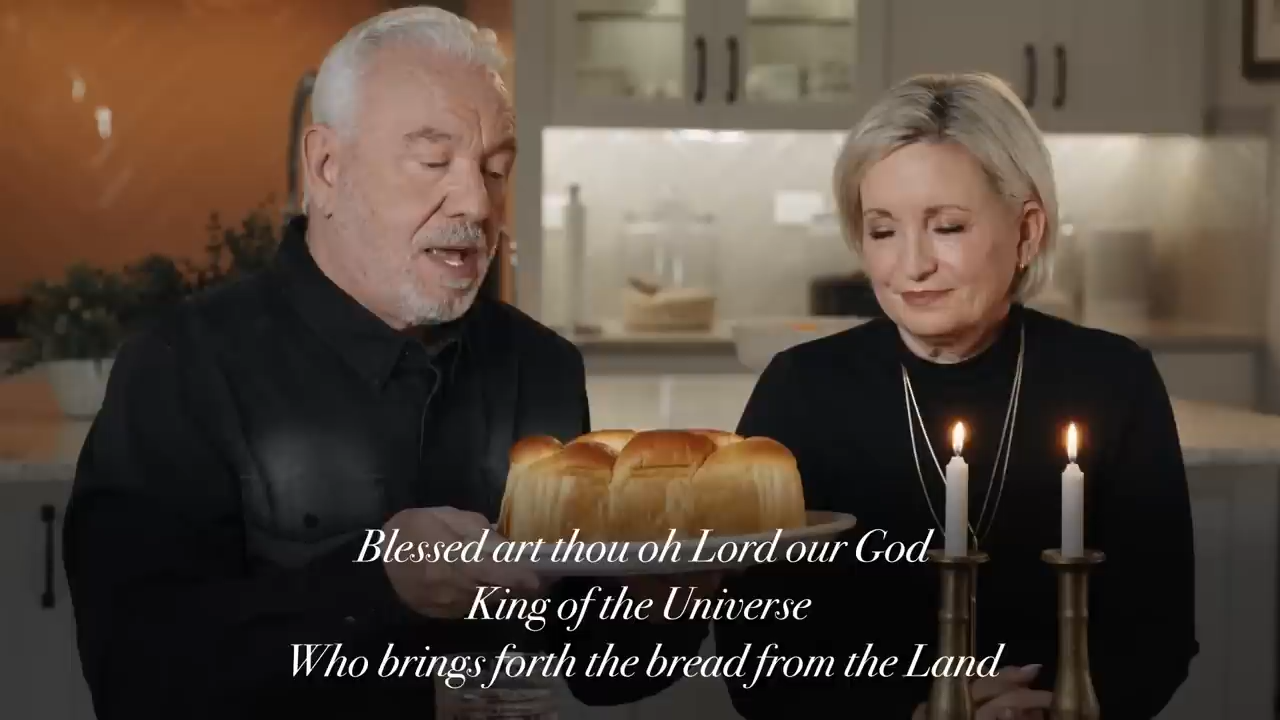 Blessed art thou oh Lord our God
King of the Universe
Who brings forth the bread from the Land